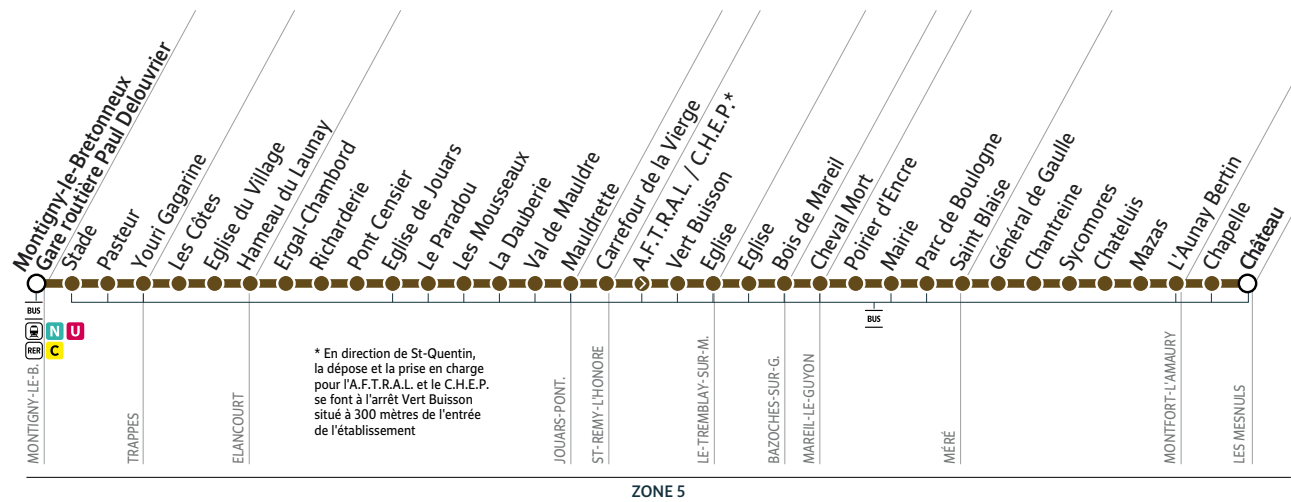 Montigny-le-Bretonneux
Gare routière Paul Delouvrier
Stade
Pasteur
Youri Gagarine
Les Côtes
Eglise du Village
Hameau du Launay
Ergal-Chambord
Richarderie
Pont Censier
Eglise de Jouars
Le Paradou
Les Mousseaux
La Dauberie
Val de Mauldre
Mauldrette
Carrefour de la Vierge
A.F.T.R.A.L. / C.H.E.P.*
Vert Buisson
Eglise
Eglise
Bois de Mareil
Cheval Mort
Poirier d'Encre
Mairie
Parc de Boulogne
Saint Blaise
Général de Gaulle
Chantreine
Sycomores
Chateluis
Mazas
L'Aunay Bertin
Chapelle
Château
BUS
N U
RER C
BUS
* En direction de St-Quentin,
la dépose et la prise en charge
pour l'A.F.T.R.A.L. et le C.H.E.P.
se font à l'arrêt Vert Buisson
situé à 300 mètres de l'entrée
de l'établissement
MONTIGNY-LE-B.
TRAPPES
ELANCOURT
JOUARS-PONT.
ST-REMY-L'HONORE
LE-TREMBLAY-SUR-M.
BAZOCHES-SUR-G.
MAREIL-LE-GUYON
MÉRÉ
MONTFORT-L'AMAURY
LES MESNULS
ZONE 5